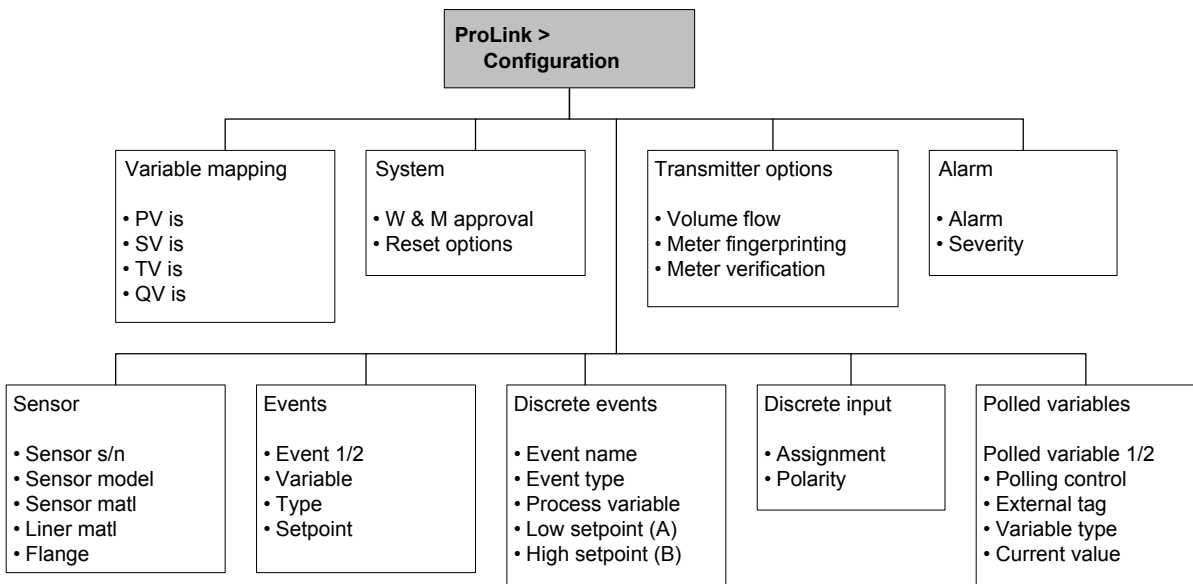 ProLink >
Configuration
Variable mapping
• PV is
• SV is
• TV is
• QV is
System
• W & M approval
• Reset options
Transmitter options
• Volume flow
• Meter fingerprinting
• Meter verification
Alarm
• Alarm
• Severity
Sensor
• Sensor s/n
• Sensor model
• Sensor matl
• Liner matl
• Flange
Events
• Event 1/2
• Variable
• Type
• Setpoint
Discrete events
• Event name
• Event type
• Process variable
• Low setpoint (A)
• High setpoint (B)
Discrete input
• Assignment
• Polarity
Polled variables
Polled variable 1/2
• Polling control
• External tag
• Variable type
• Current value